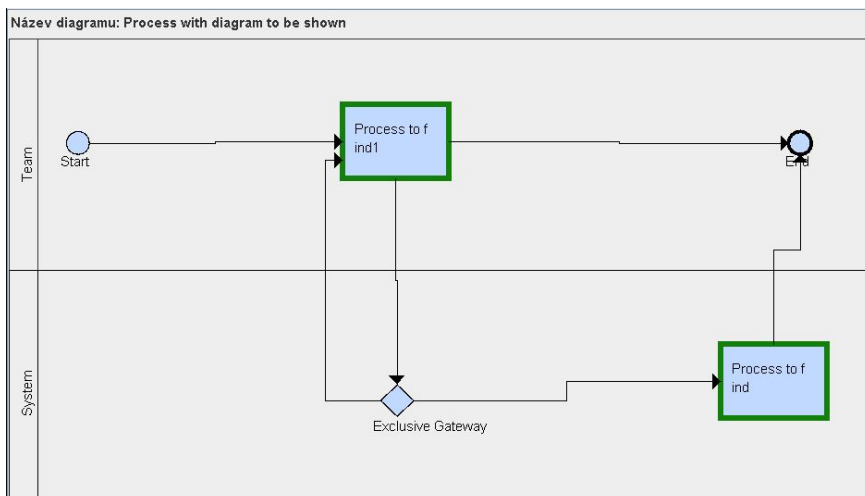 Název diagramu: Process with diagram to be shown
Team
Start
Process to f
ind1
End
System
Exclusive Gateway
Process to f
ind